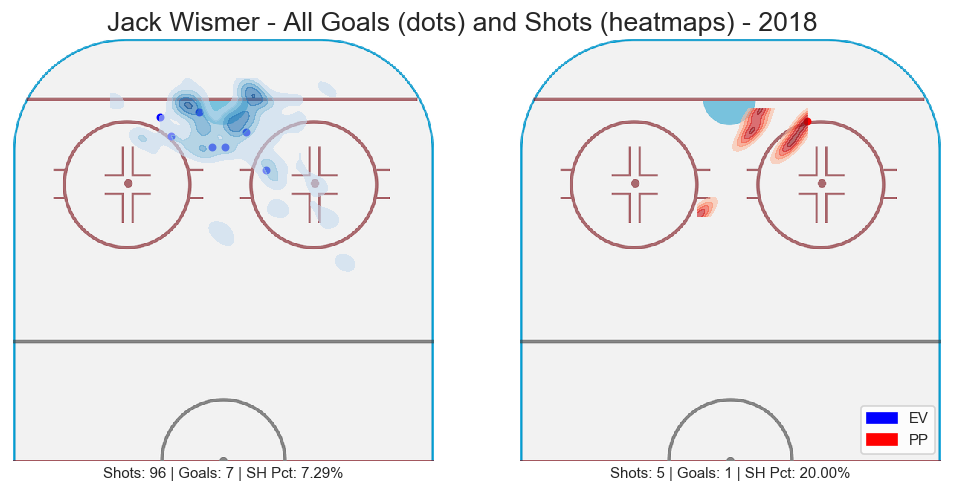 Jack Wismer - All Goals (dots) and Shots (heatmaps) - 2018
EV
PP
Shots: 96 | Goals: 7 | SH Pct: 7.29%
Shots: 5 | Goals: 1 | SH Pct: 20.00%